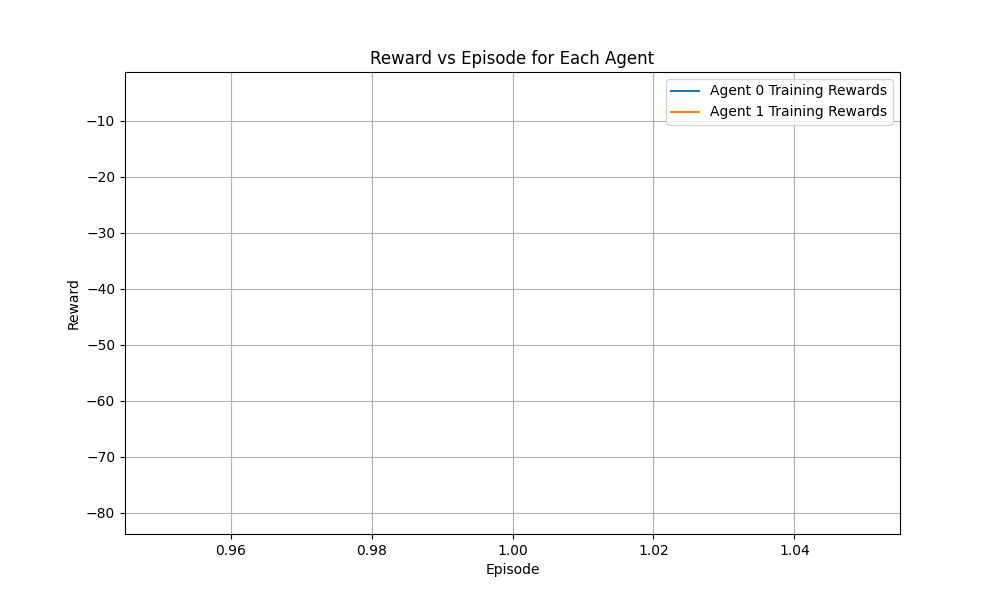 Reward vs Episode for Each Agent
Agent 0 Training Rewards
Agent 1 Training Rewards
−10
−20
−30
−40
−50
−60
−70
−80
Reward
0.96 0.98 1.00 1.02 1.04
Episode